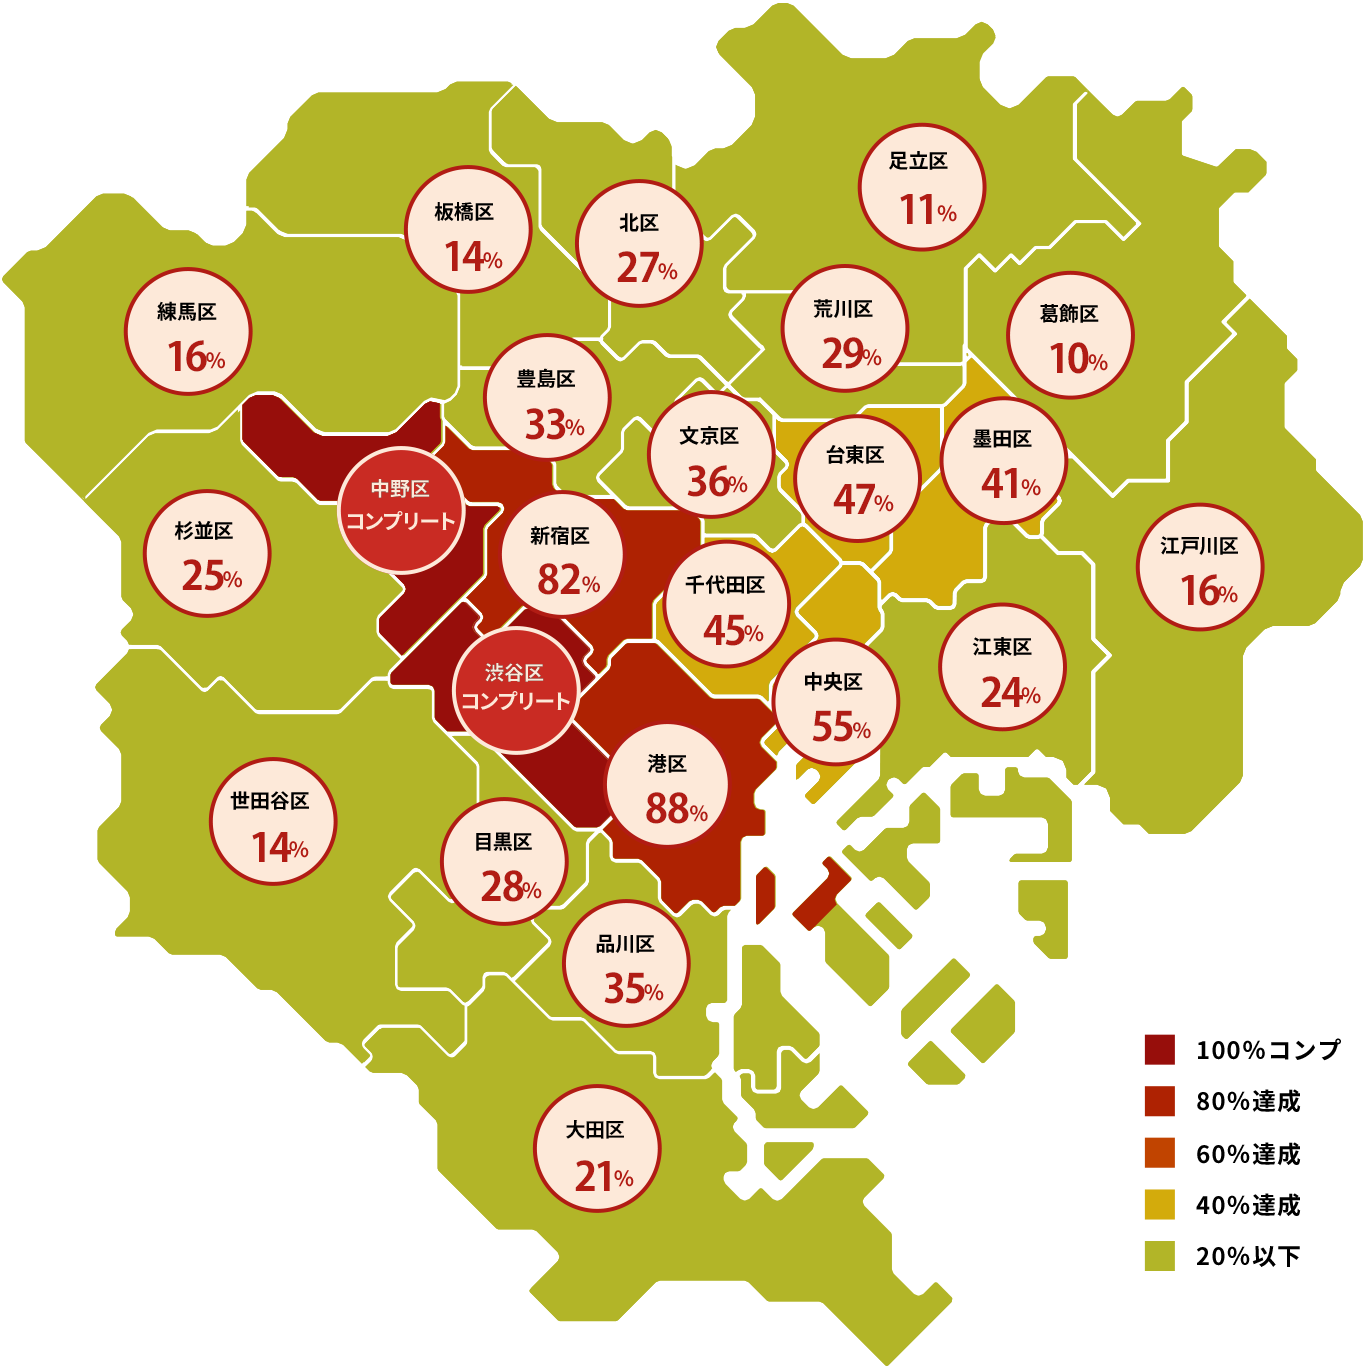 足立区
11%
板橋区
14%
北区
27%
荒川区
29%
葛飾区
10%
練馬区
16%
豊島区
33%
文京区
36%
台東区
47%
墨田区
41%
中野区
コンプリート
杉並区
25%
新宿区
82%
千代田区
45%
江戸川区
16%
渋谷区
コンプリート
中央区
55%
江東区
24%
港区
88%
世田谷区
14%
目黒区
28%
品川区
35%
大田区
21%
100%コンプ
80%達成
60%達成
40%達成
20%以下